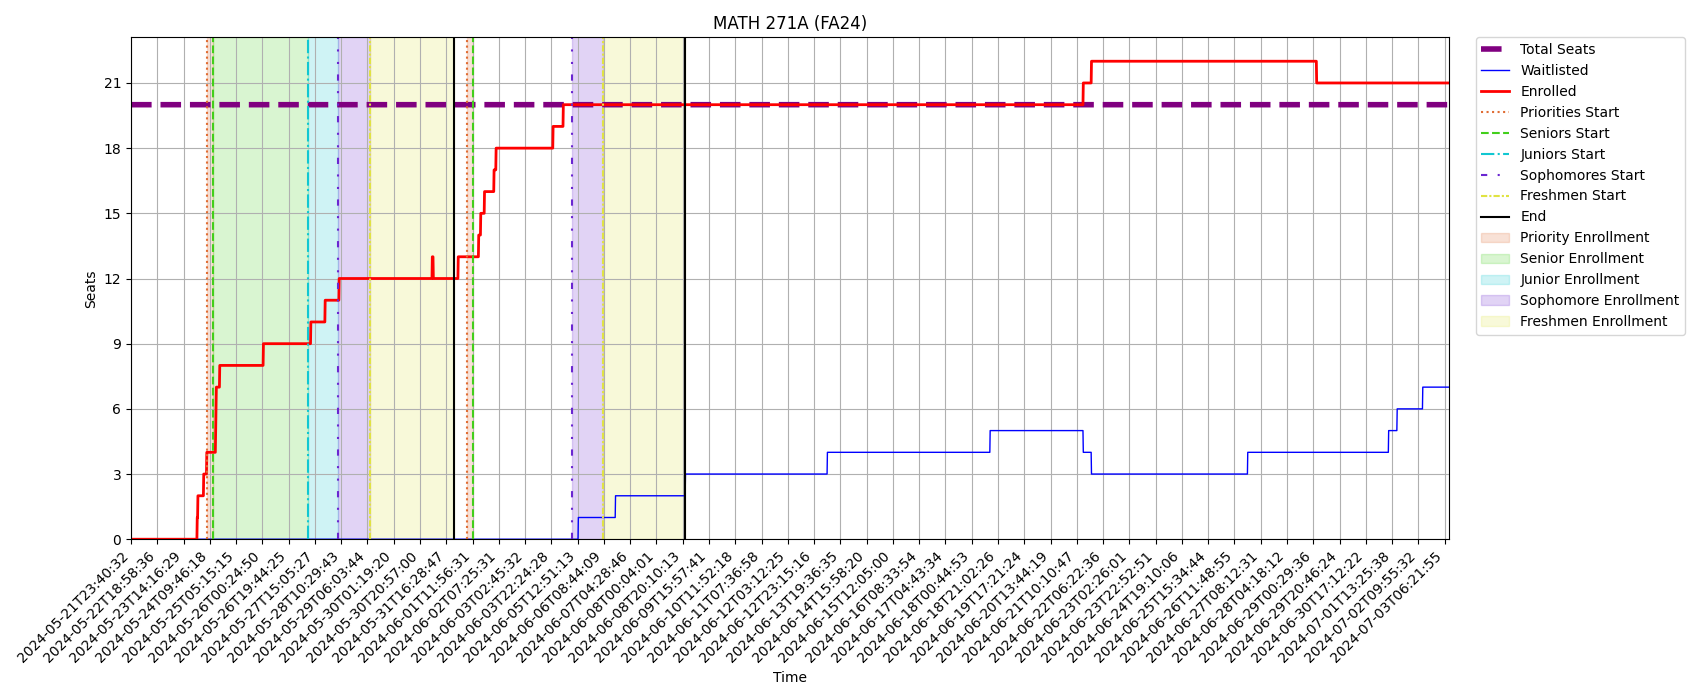 MATH 271A (FA24)
Seats
21
18
15
12
9
6
3
0
2024-05-21T23:40:32
2024-05-22T18:58:36
2024-05-23T14:16:29
2024-05-24T09:46:18
2024-05-25T05:15:15
2024-05-26T00:24:50
2024-05-26T19:44:25
2024-05-27T15:05:27
2024-05-28T10:29:43
2024-05-29T06:03:44
2024-05-30T01:19:20
2024-05-30T20:57:00
2024-05-31T16:28:47
2024-06-01T11:56:31
2024-06-02T07:25:31
2024-06-03T02:45:32
2024-06-03T22:24:28
2024-06-05T12:51:13
2024-06-06T08:44:09
2024-06-07T04:28:46
2024-06-08T00:04:01
2024-06-08T20:10:13
2024-06-09T15:57:41
2024-06-10T11:52:18
2024-06-11T07:36:58
2024-06-12T03:12:25
2024-06-12T23:15:16
2024-06-13T19:36:35
2024-06-14T15:58:20
2024-06-15T12:05:00
2024-06-16T08:33:54
2024-06-17T04:43:34
2024-06-18T00:44:53
2024-06-18T21:02:26
2024-06-19T17:21:24
2024-06-20T13:44:19
2024-06-21T10:10:47
2024-06-22T06:22:36
2024-06-23T02:26:01
2024-06-23T22:52:51
2024-06-24T19:10:06
2024-06-25T15:34:44
2024-06-26T11:48:55
2024-06-27T08:12:31
2024-06-28T04:18:12
2024-06-29T00:29:36
2024-06-29T20:46:24
2024-06-30T17:12:22
2024-07-01T13:25:38
2024-07-02T09:55:32
2024-07-03T06:21:55
Time
Total Seats
Waitlisted
Enrolled
Priorities Start
Seniors Start
Juniors Start
Sophomores Start
Freshmen Start
End
Priority Enrollment
Senior Enrollment
Junior Enrollment
Sophomore Enrollment
Freshmen Enrollment